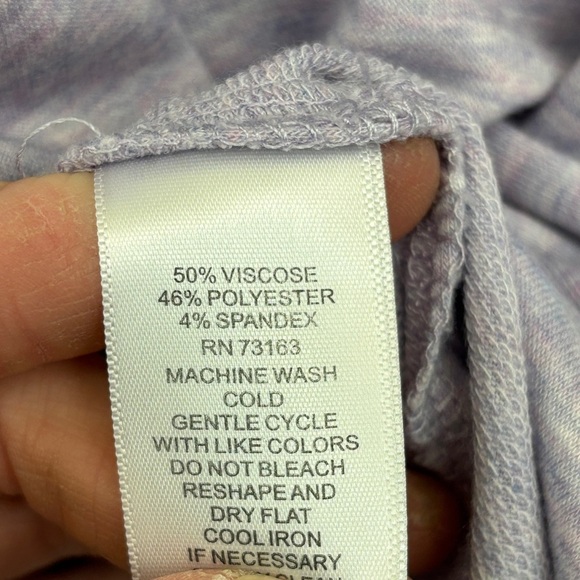 50% VISCOSE
46% POLYESTER
4% SPANDEX
RN 73163
MACHINE WASH
COLD
GENTLE CYCLE
WITH LIKE COLORS
DO NOT BLEACH
RESHAPE AND
DRY FLAT
COOL IRON
IF NECESSARY